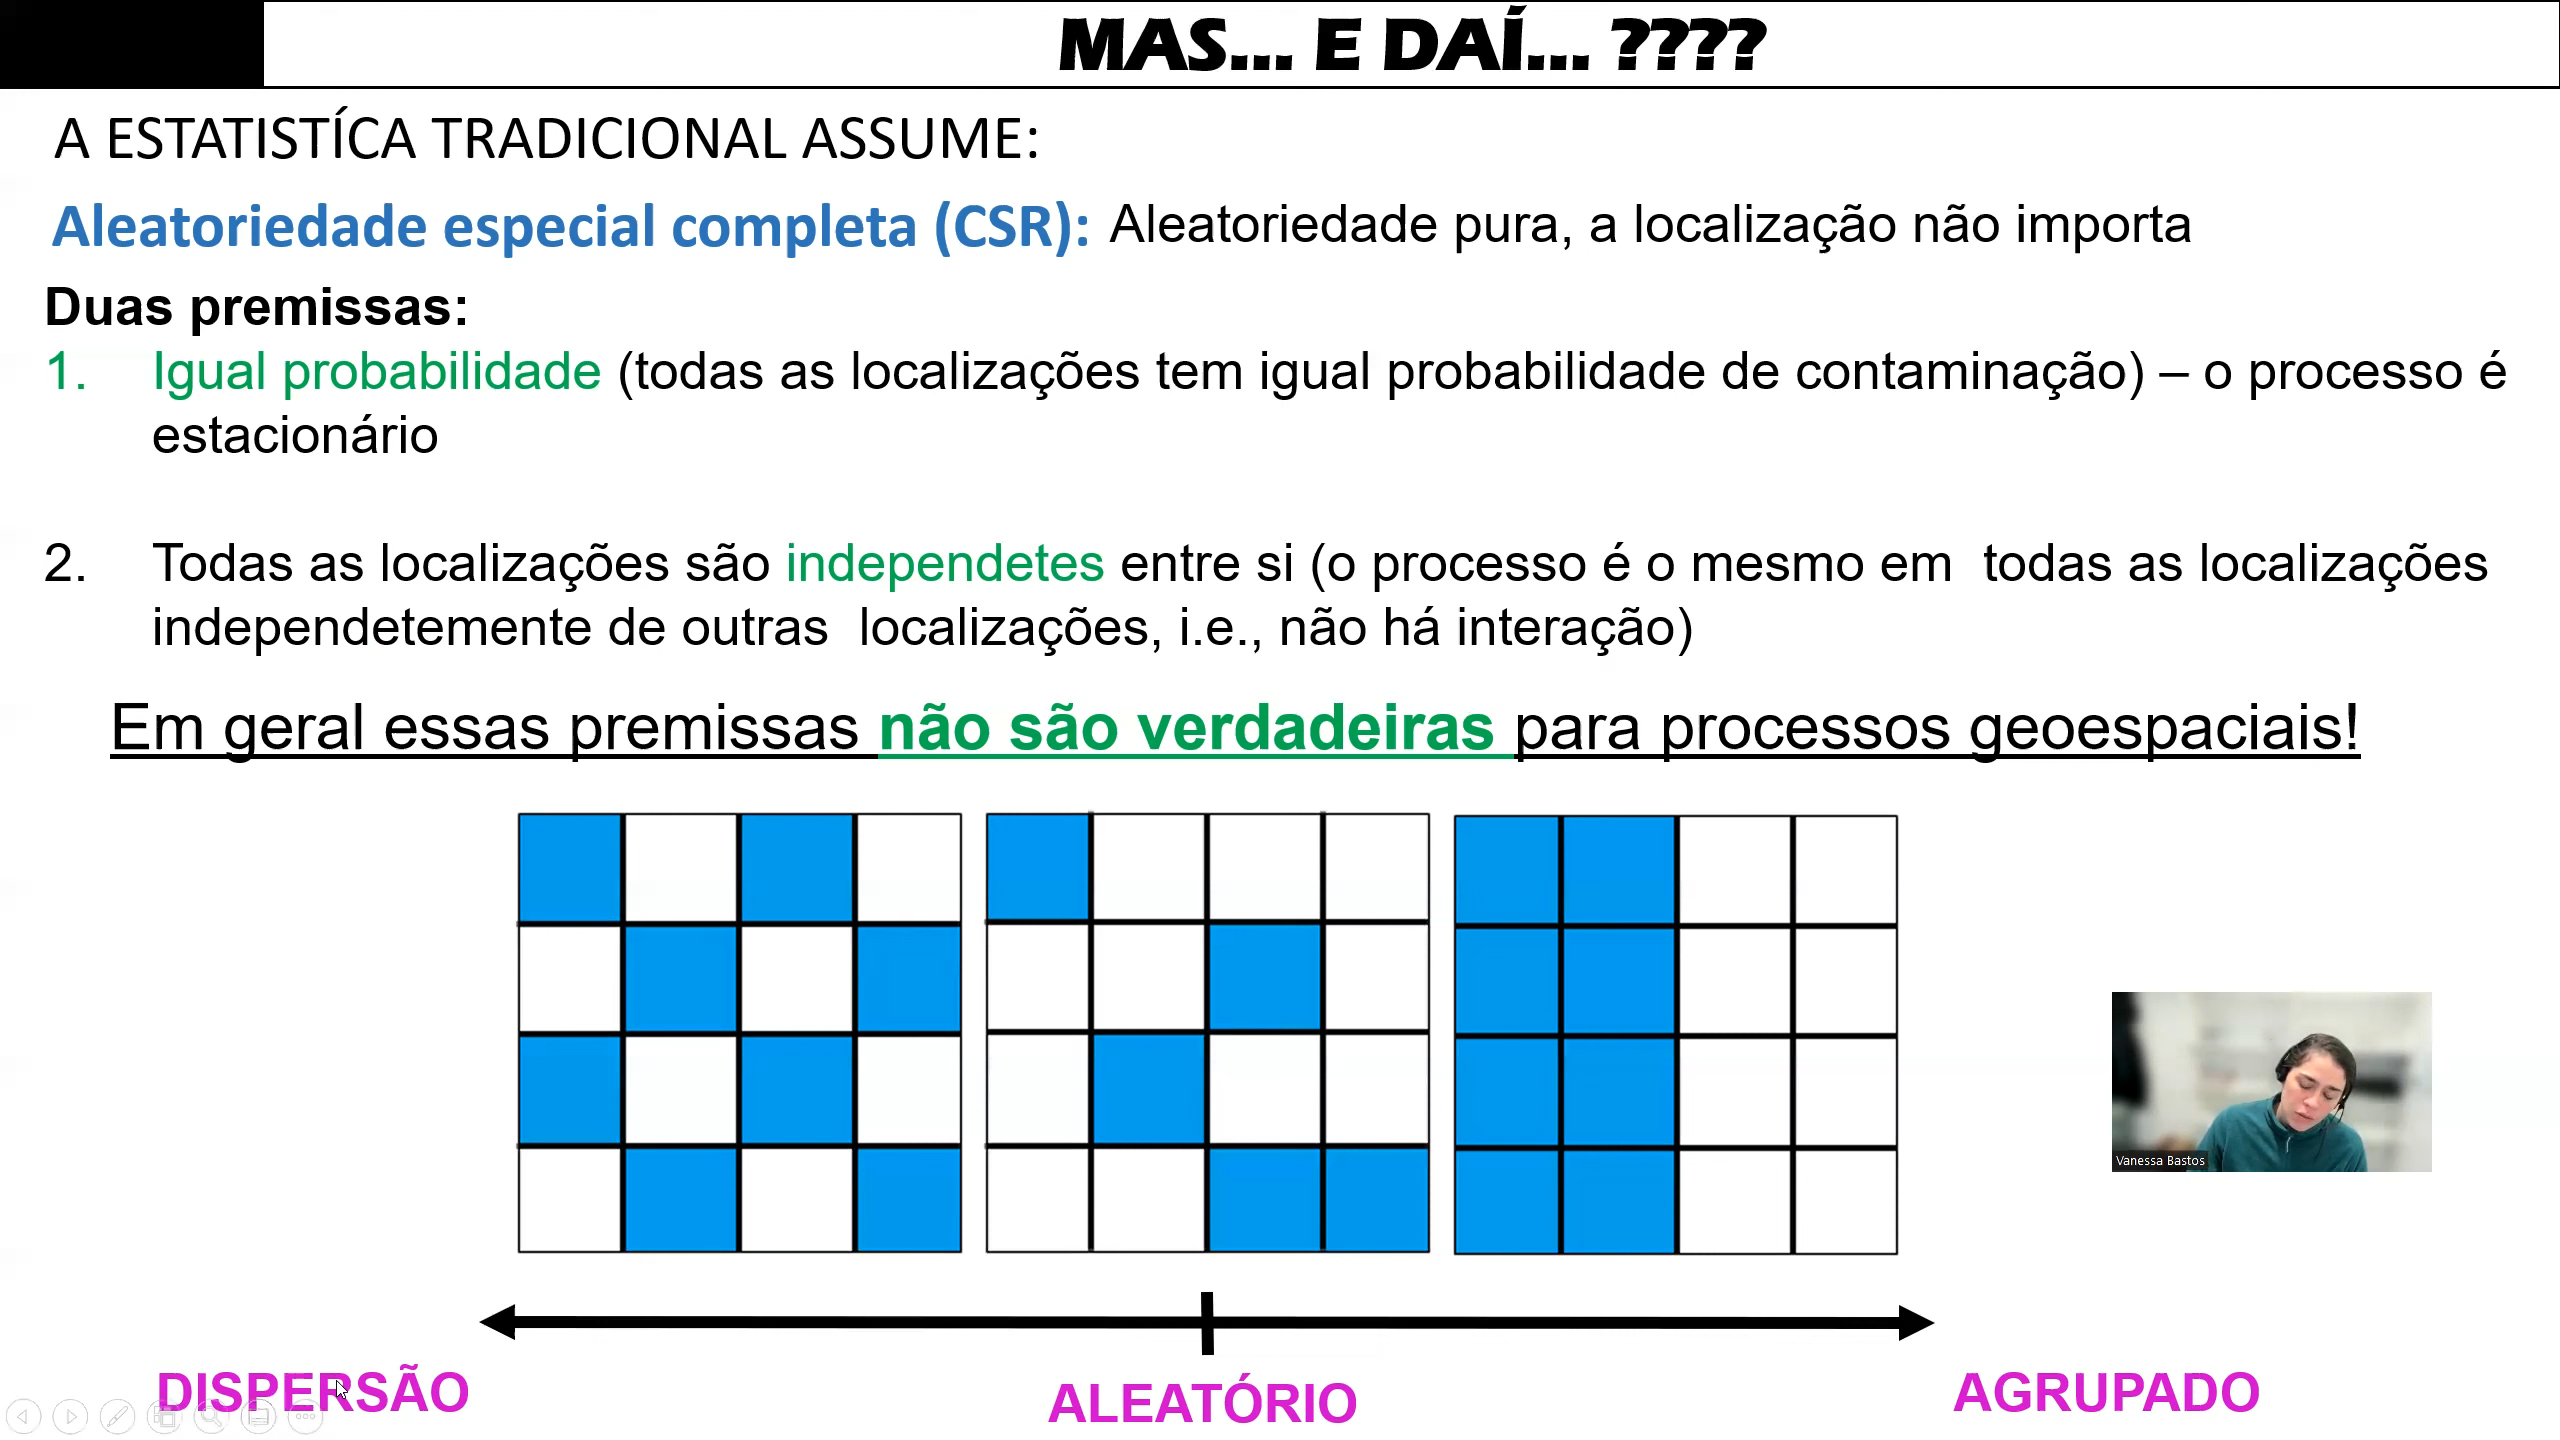 MAS... E DAÍ... ????
A ESTATISTÍCA TRADICIONAL ASSUME:
Aleatoriedade especial completa (CSR): Aleatoriedade pura, a localização não importa
Duas premissas:
1. Igual probabilidade (todas as localizações tem igual probabilidade de contaminação) – o processo é
estacionário
2. Todas as localizações são independetes entre si (o processo é o mesmo em todas as localizações
independetemente de outras localizações, i.e., não há interação)
Em geral essas premissas não são verdadeiras para processos geoespaciais!
Vanessa Bastos
DISPERSÃO
ALEATÓRIO
AGRUPADO